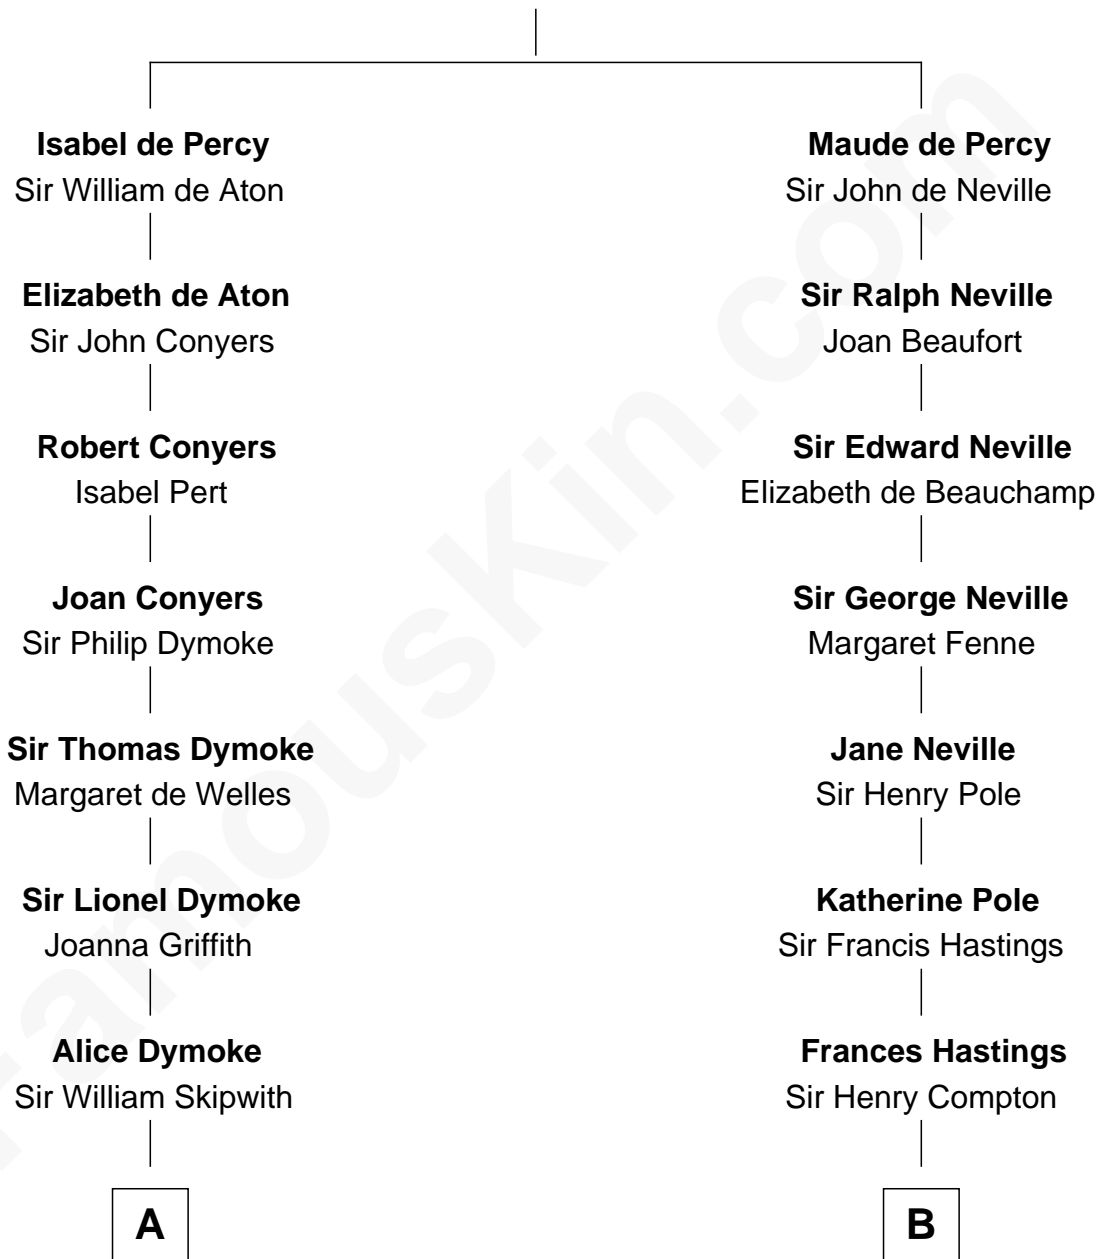 Isabel de Percy
Sir William de Aton
Elizabeth de Aton
Sir John Conyers
Robert Conyers
Isabel Pert
Joan Conyers
Sir Philip Dymoke
Sir Thomas Dymoke
Margaret de Welles
Sir Lionel Dymoke
Joanna Griffith
Alice Dymoke
Sir William Skipwith
A
Maude de Percy
Sir John de Neville
Sir Ralph Neville
Joan Beaufort
Sir Edward Neville
Elizabeth de Beauchamp
Sir George Neville
Margaret Fenne
Jane Neville
Sir Henry Pole
Katherine Pole
Sir Francis Hastings
Frances Hastings
Sir Henry Compton
B
FamousKin.com